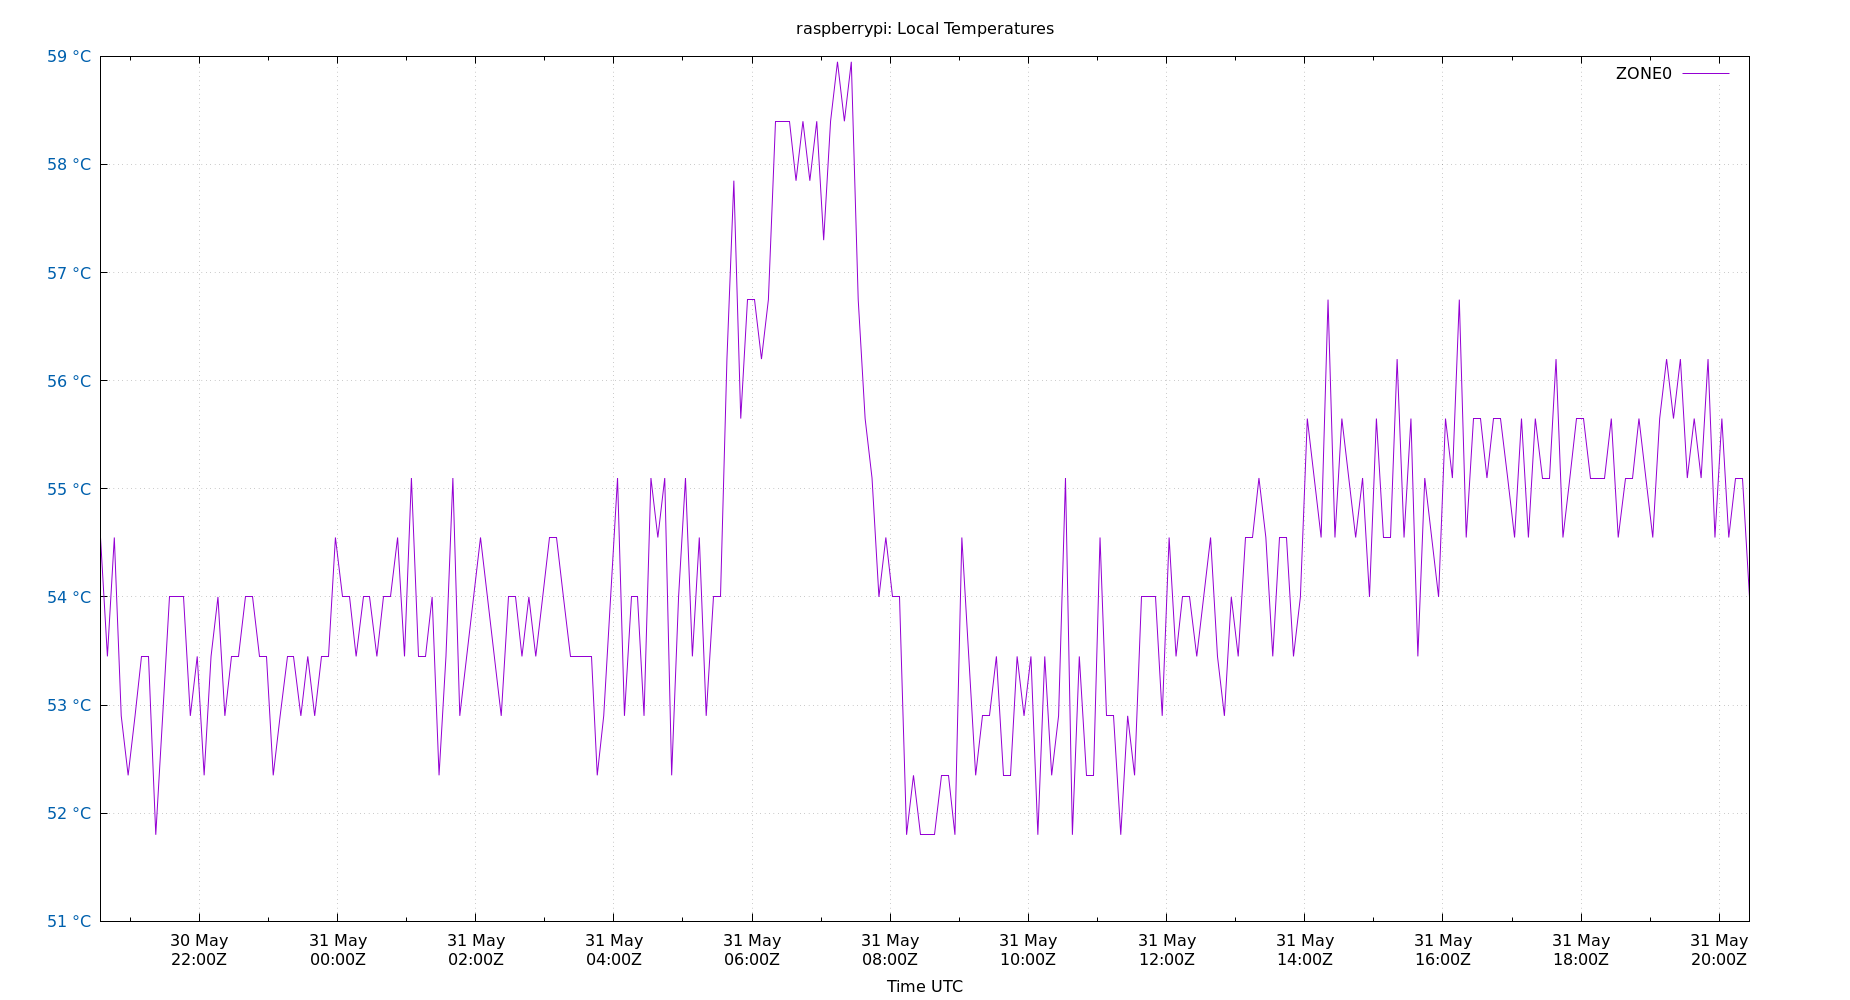 raspberrypi: Local Temperatures
59 °C
ZONE0
58 °C
57 °C
56 °C
55 °C
54 °C
53 °C
52 °C
51 °C
30 May 31 May 31 May 31 May 31 May 31 May 31 May 31 May 31 May 31 May 31 May 31 May
22:00Z 00:00Z 02:00Z 04:00Z 06:00Z 08:00Z 10:00Z 12:00Z 14:00Z 16:00Z 18:00Z 20:00Z
Time UTC